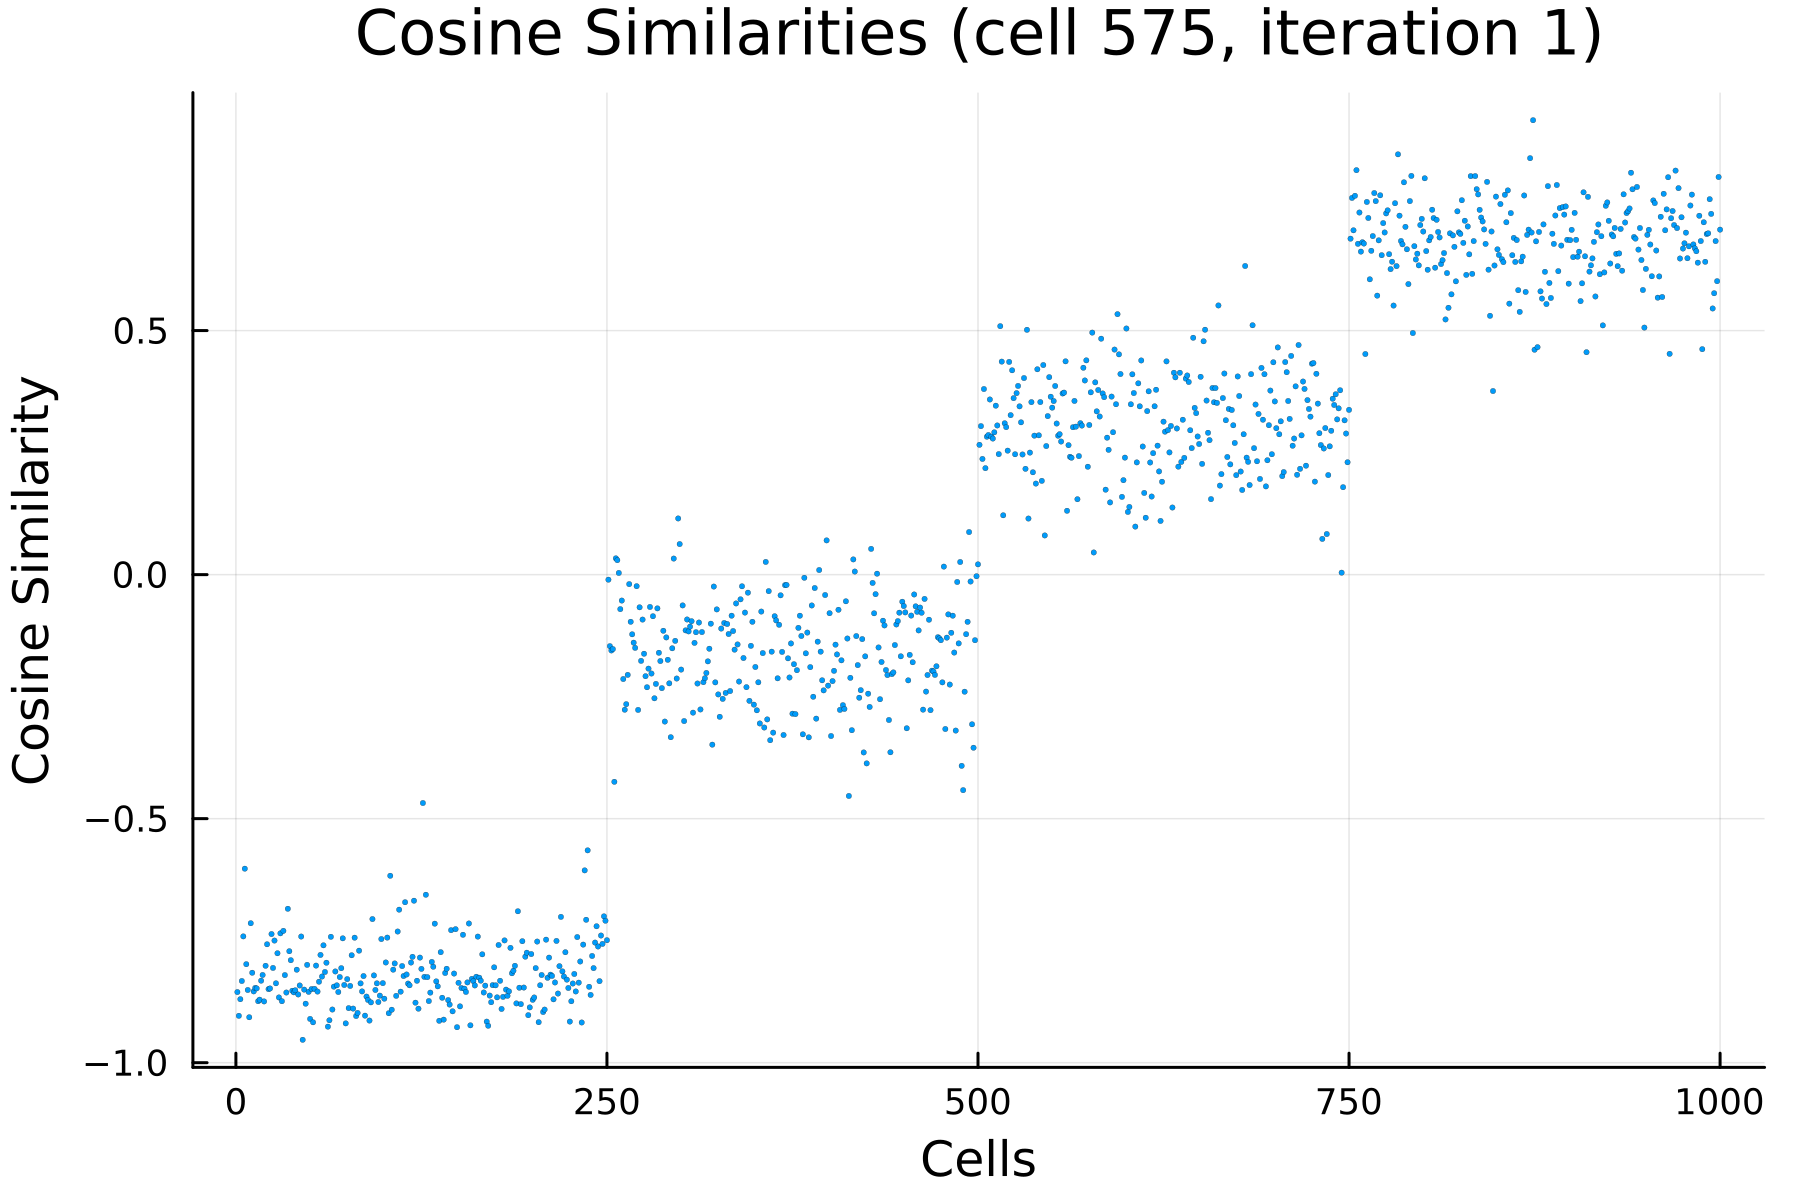 Cosine Similarities (cell 575, iteration 1)
Cosine Similarity
0.5
0.0
−0.5
−1.0
0 250 500 750 1000
Cells